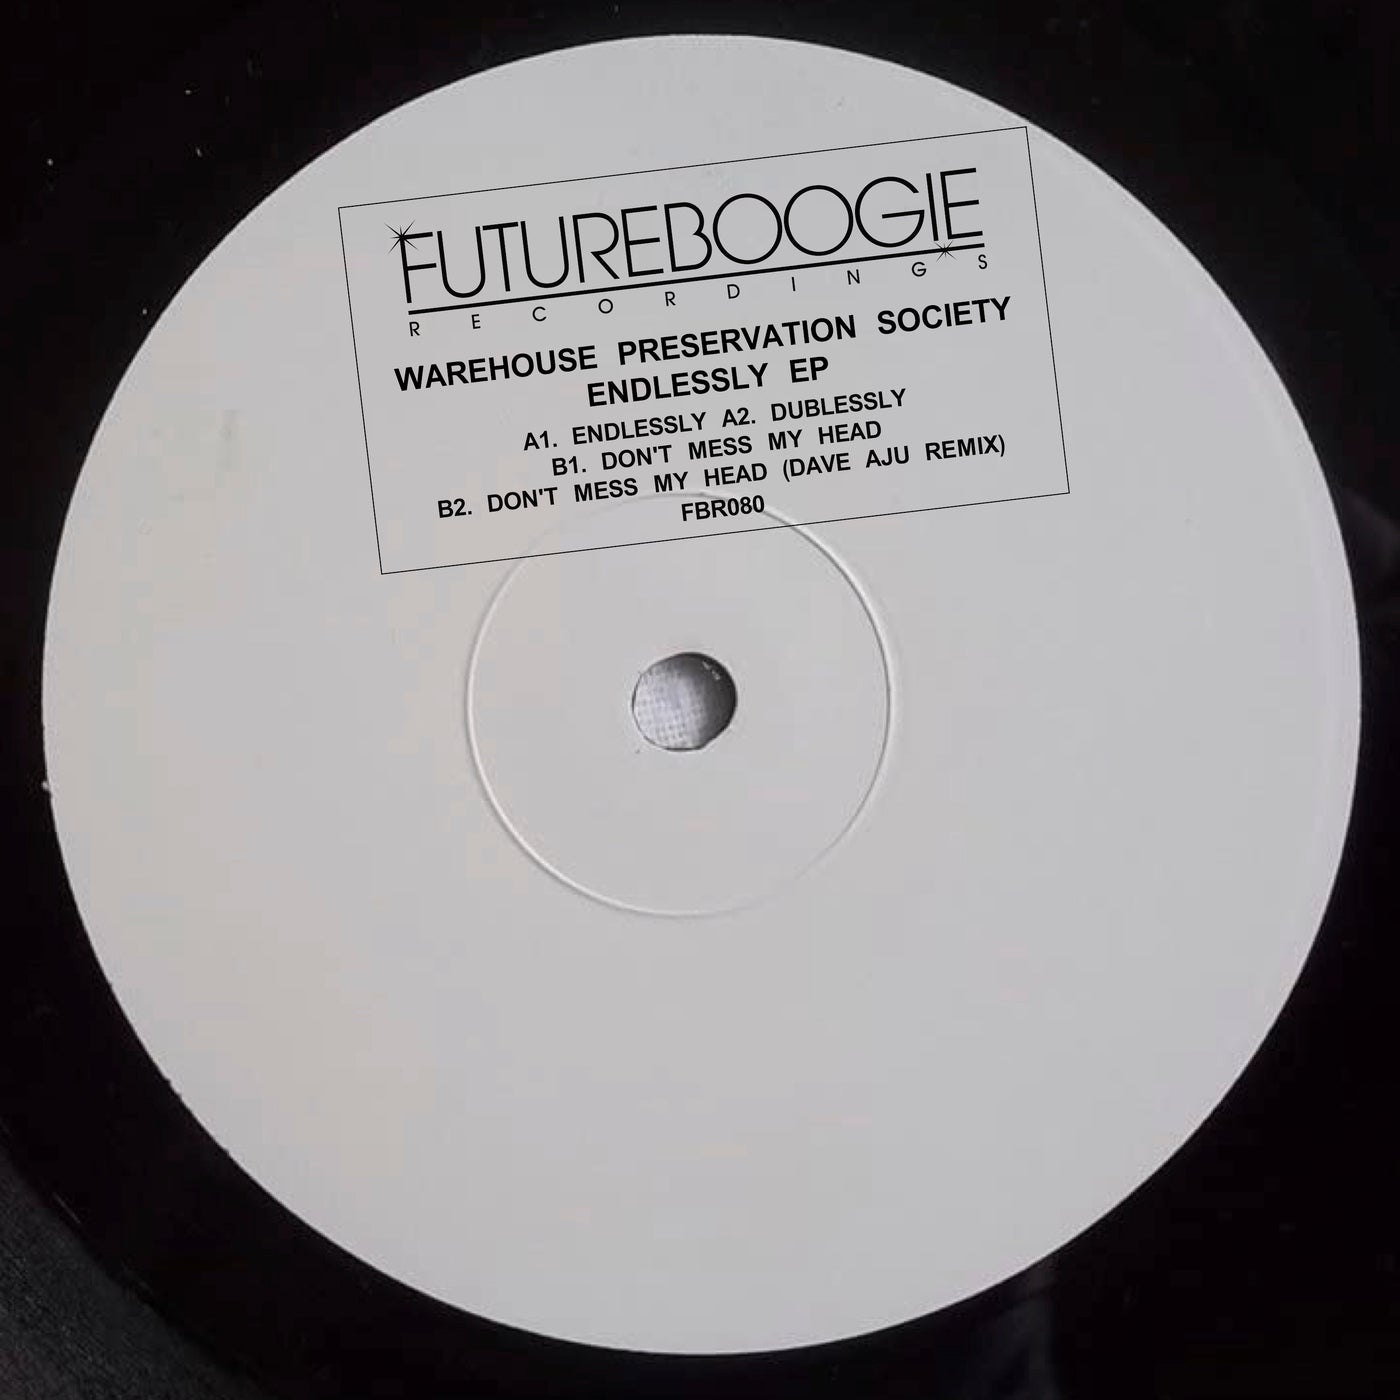 FUTUREBOOGIE
RECORDINGS
WAREHOUSE PRESERVATION SOCIETY
ENDLESSLY EP
A1. ENDLESSLY A2. DUBLESSLY
B1. DON'T MESS MY HEAD
B2. DON'T MESS MY HEAD (DAVE AJU REMIX)
FBR080